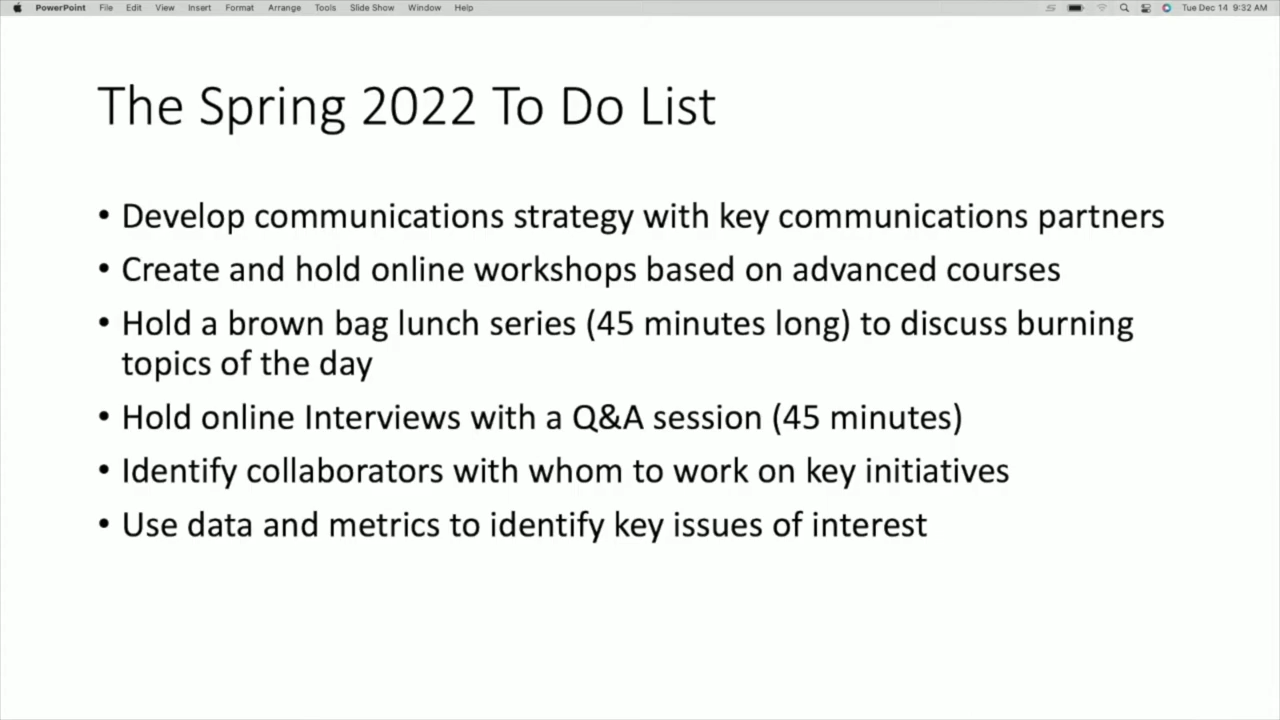 PowerPoint File Edit View Insert Format Arrange Tools Slide Show Window Help Tue Dec 14 9:32 AM
The Spring 2022 To Do List
• Develop communications strategy with key communications partners
• Create and hold online workshops based on advanced courses
• Hold a brown bag lunch series (45 minutes long) to discuss burning
topics of the day
• Hold online Interviews with a Q&A session (45 minutes)
• Identify collaborators with whom to work on key initiatives
• Use data and metrics to identify key issues of interest